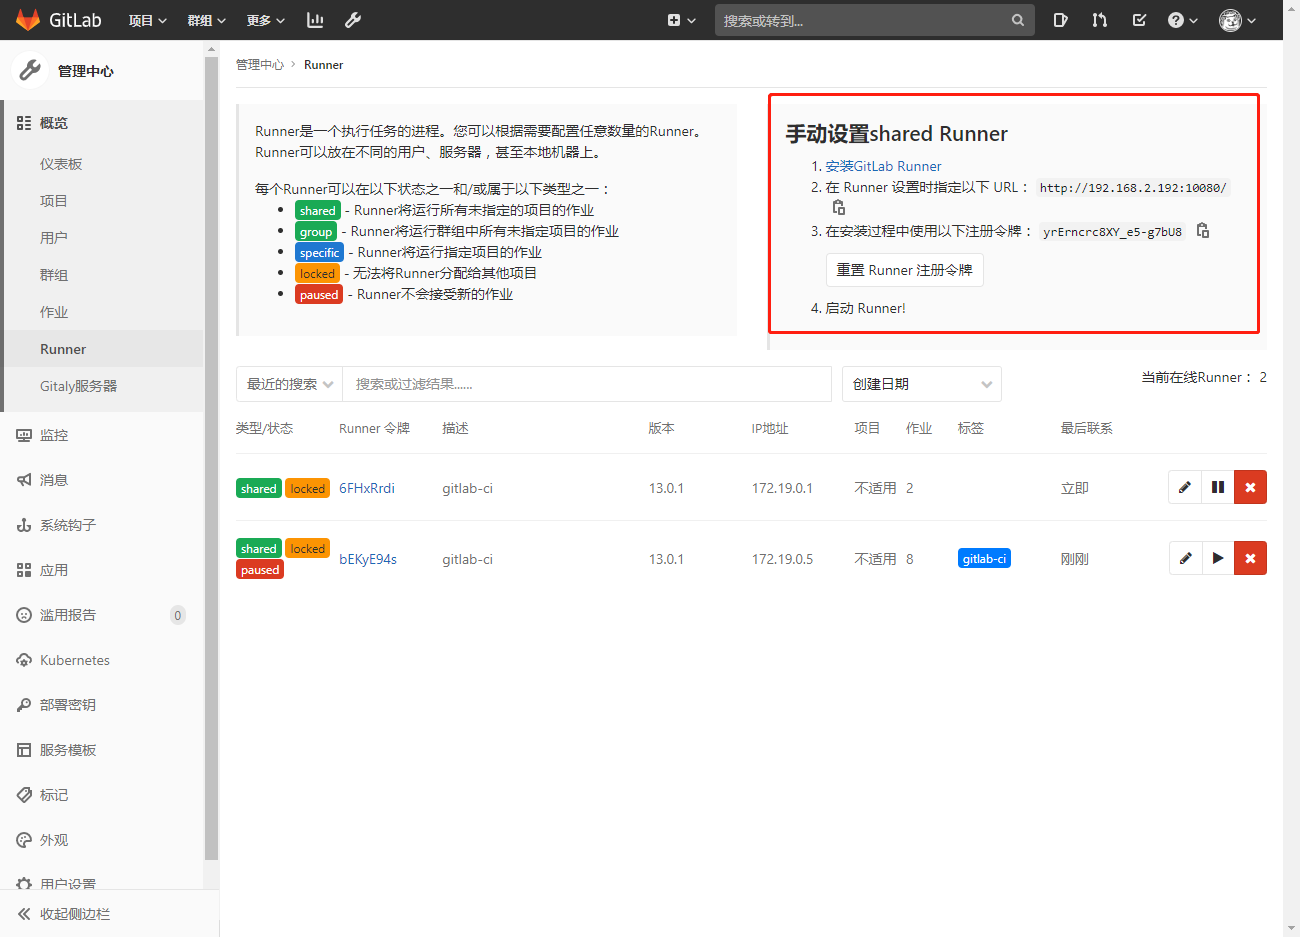 GitLab 项目 群组 更多 搜索或转到...
管理中心
概览
仪表板
项目
用户
群组
作业
Runner
Gitaly服务器
监控
消息
系统钩子
应用
滥用报告 0
Kubernetes
部署密钥
服务模板
标记
外观
用户设置
收起侧边栏
管理中心 > Runner
Runner是一个执行任务的进程。您可以根据需要配置任意数量的Runner。
Runner可以放在不同的用户、服务器，甚至本地机器上。
每个Runner可以在以下状态之一和/或属于以下类型之一：
• shared - Runner将运行所有未指定的项目的作业
• group - Runner将运行群组中所有未指定项目的作业
• specific - Runner将运行指定项目的作业
• locked - 无法将Runner分配给其他项目
• paused - Runner不会接受新的作业
手动设置shared Runner
1. 安装GitLab Runner
2. 在 Runner 设置时指定以下 URL： http://192.168.2.192:10080/
3. 在安装过程中使用以下注册令牌： yrErncrc8XY_e5-g7bU8
重置 Runner 注册令牌
4. 启动 Runner!
最近的搜索 搜索或过滤结果...... 创建日期 当前在线Runner： 2
类型/状态 Runner 令牌 描述 版本 IP地址 项目 作业 标签 最后联系
shared locked 6FHxRrdi gitlab-ci 13.0.1 172.19.0.1 不适用 2 立即
shared locked
paused bEKyE94s gitlab-ci 13.0.1 172.19.0.5 不适用 8 gitlab-ci 刚刚